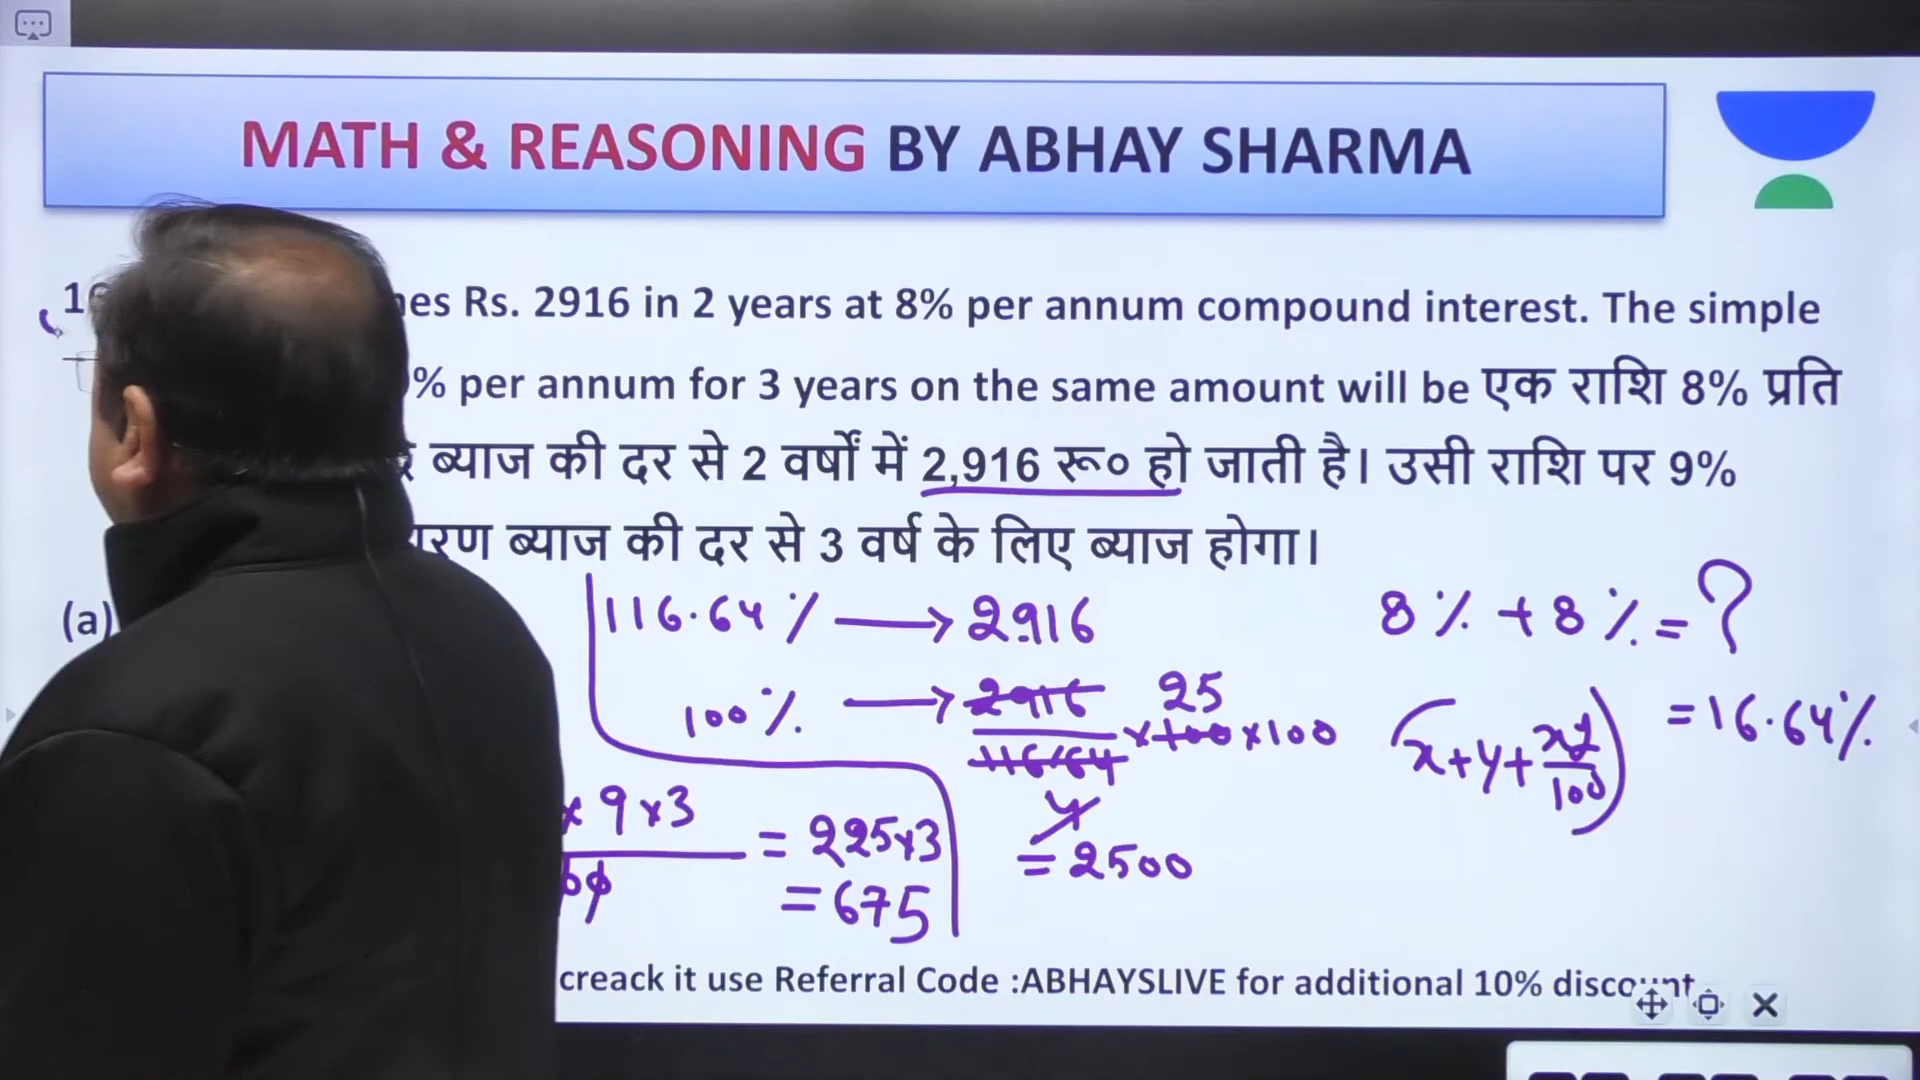 MATH & REASONING BY ABHAY SHARMA
Rs. 2916 in 2 years at 8% per annum compound interest. The simple
% per annum for 3 years on the same amount will be एक राशि 8% प्रति
ब्याज की दर से 2 वर्षों में 2,916 रू० हो जाती है। उसी राशि पर 9%
ब्याज की दर से 3 वर्ष के लिए ब्याज होगा।
(a)
116.64% → 2916
8% + 8% = ?
100% → 2916/116.64 × 100 × 100
25
4
= 2500
(x+y+xy/100) = 16.64%
× 9 × 3
= 225×3
= 675
creack it use Referral Code :ABHAYSLIVE for additional 10% discount